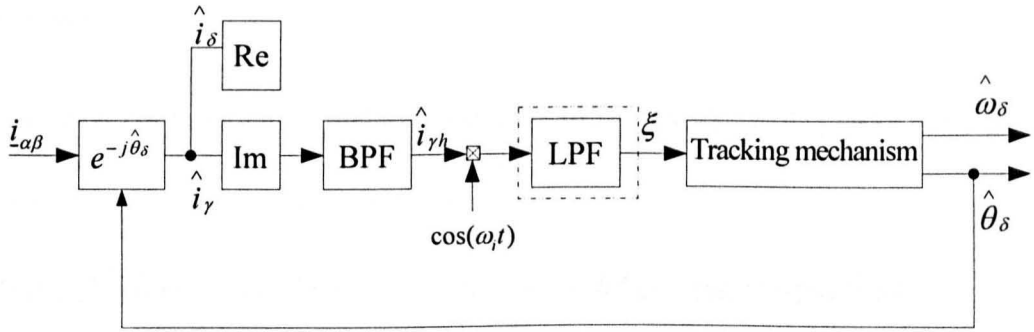 î_δ
Re
i_αβ
e^{-jθ̂_δ}
Im
BPF
î_γh
LPF
ξ
Tracking mechanism
ω̂_δ
î_γ
cos(ω_i t)
θ̂_δ